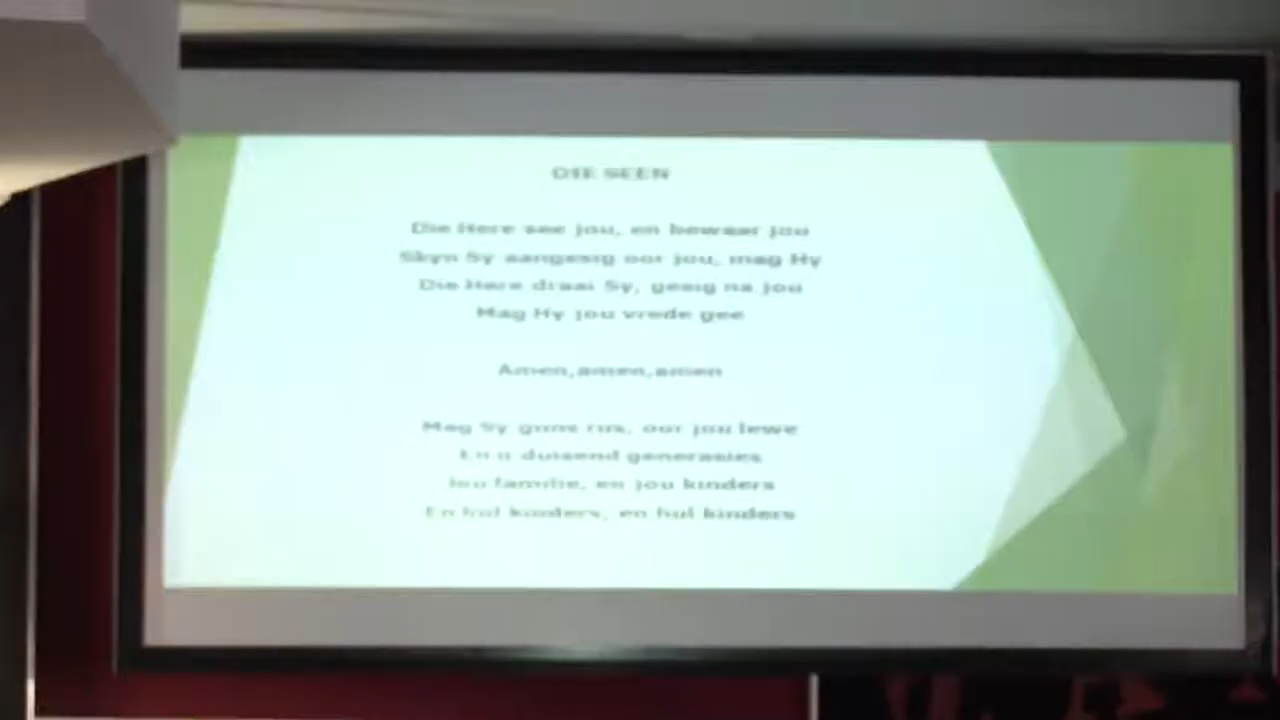 DIE SEEN
Die Here see jou, en bewaar jou
Skyn Sy aangesig oor jou, mag Hy
Die Here draai Sy, gesig na jou
Mag Hy jou vrede gee
Amen,amen,amen
Mag Sy guns rus, oor jou lewe
En n duisend generasies
Jou familie, en jou kinders
En hul kinders, en hul kinders